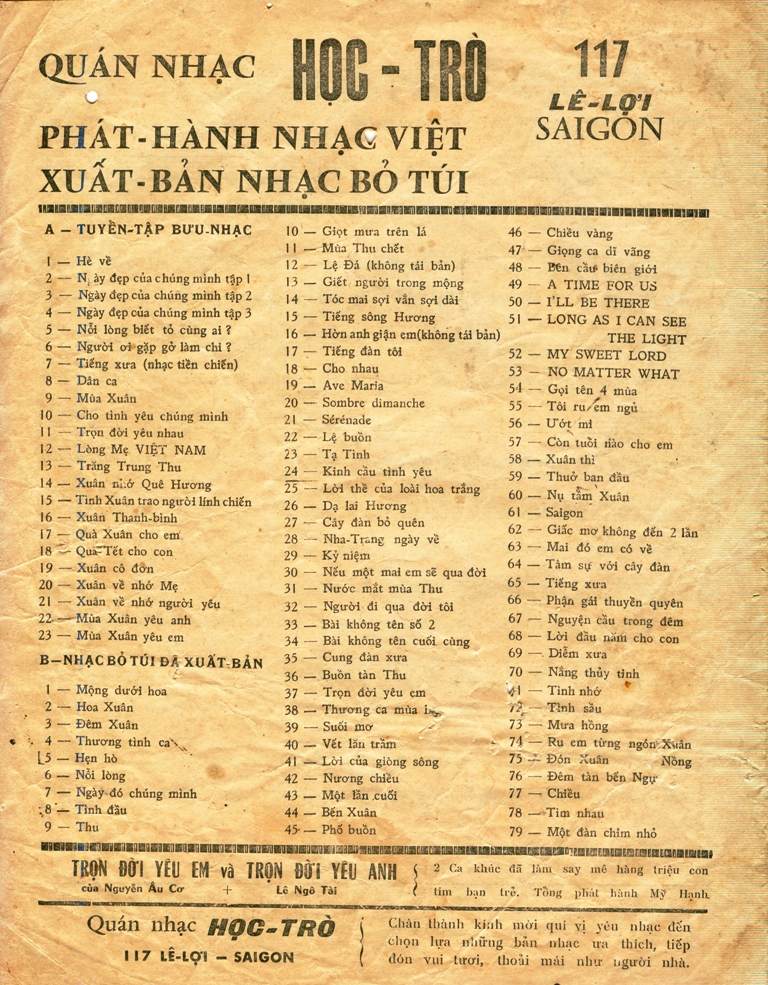 QUÁN NHẠC HỌC - TRÒ 117
LÊ-LỢI
SAIGON
PHÁT-HÀNH NHẠC VIỆT
XUẤT-BẢN NHẠC BỎ TÚI
A — TUYỀN-TẬP BƯU-NHẠC
1 — Hè về
2 — Ngày đẹp của chúng mình tập 1
3 — Ngày đẹp của chúng mình tập 2
4 — Ngày đẹp của chúng mình tập 3
5 — Nỗi lòng biết tỏ cùng ai ?
6 — Người ơi gặp gỡ làm chi ?
7 — Tiếng xưa (nhạc tiền chiến)
8 — Dân ca
9 — Mùa Xuân
10 — Cho tình yêu chúng mình
11 — Trọn đời yêu nhau
12 — Lòng Mẹ VIỆT NAM
13 — Trăng Trung Thu
14 — Xuân nhớ Quê Hương
15 — Tình Xuân trao người lính chiến
16 — Xuân Thanh-bình
17 — Quà Xuân cho em
18 — Quà Tết cho con
19 — Xuân cô đơn
20 — Xuân về nhớ Mẹ
21 — Xuân về nhớ người yêu
22 — Mùa Xuân yêu anh
23 — Mùa Xuân yêu em
B—NHẠC BỎ TÚI ĐÃ XUẤT-BẢN
1 — Mộng dưới hoa
2 — Hoa Xuân
3 — Đêm Xuân
4 — Thương tình ca
5 — Hẹn hò
6 — Nỗi lòng
7 — Ngày đó chúng mình
8 — Tình đầu
9 — Thu
10 — Giọt mưa trên lá
11 — Mùa Thu chết
12 — Lệ Đá (không tái bản)
13 — Giết người trong mộng
14 — Tóc mai sợi vắn sợi dài
15 — Tiếng sông Hương
16 — Hờn anh giận em(không tái bản)
17 — Tiếng đàn tôi
18 — Cho nhau
19 — Ave Maria
20 — Sombre dimanche
21 — Sérénade
22 — Lệ buồn
23 — Tạ Tình
24 — Kinh cầu tình yêu
25 — Lời thề của loài hoa trắng
26 — Dạ lai Hương
27 — Cây đàn bỏ quên
28 — Nha-Trang ngày về
29 — Kỷ niệm
30 — Nếu một mai em sẽ qua đời
31 — Nước mắt mùa Thu
32 — Người đi qua đời tôi
33 — Bài không tên số 2
34 — Bài không tên cuối cùng
35 — Cung đàn xưa
36 — Buồn tàn Thu
37 — Trọn đời yêu em
38 — Thương ca mùa
39 — Suối mơ
40 — Vết lăn trầm
41 — Lời của giòng sông
42 — Nương chiều
43 — Một lần cuối
44 — Bến Xuân
45 — Phố buồn
46 — Chiều vàng
47 — Giọng ca dĩ vãng
48 — Bên cầu biên giới
49 — A TIME FOR US
50 — I'LL BE THERE
51 — LONG AS I CAN SEE
THE LIGHT
52 — MY SWEET LORD
53 — NO MATTER WHAT
54 — Gọi tên 4 mùa
55 — Tôi ru em ngủ
56 — Ướt mi
57 — Còn tuổi nào cho em
58 — Xuân thì
59 — Thuở ban đầu
60 — Nụ tầm Xuân
61 — Saigon
62 — Giấc mơ không đến 2 lần
63 — Mai đó em có về
64 — Tâm sự với cây đàn
65 — Tiếng xưa
66 — Phận gái thuyền quyên
67 — Nguyện cầu trong đêm
68 — Lời đầu năm cho con
69 — Diễm xưa
70 — Nắng thủy tinh
71 — Tình nhớ
72 — Tình sầu
73 — Mưa hồng
74 — Ru em từng ngón Xuân
Nồng
75 — Đón Xuân
76 — Đêm tàn bến Ngự
77 — Chiều
78 — Tìm nhau
79 — Một đàn chim nhỏ
TRỌN ĐỜI YÊU EM và TRỌN ĐỜI YÊU ANH
của Nguyễn Âu Cơ + Lê Ngô Tài
2 Ca khúc đã làm say mê hàng triệu con
tim bạn trẻ. Tổng phát hành Mỹ Hạnh
Quán nhạc HỌC-TRÒ
117 LÊ-LỢI — SAIGON
Chân thành kính mời quí vị yêu nhạc đến
chọn lựa những bản nhạc ưa thích, tiếp
đón vui tươi, thoải mái như người nhà.